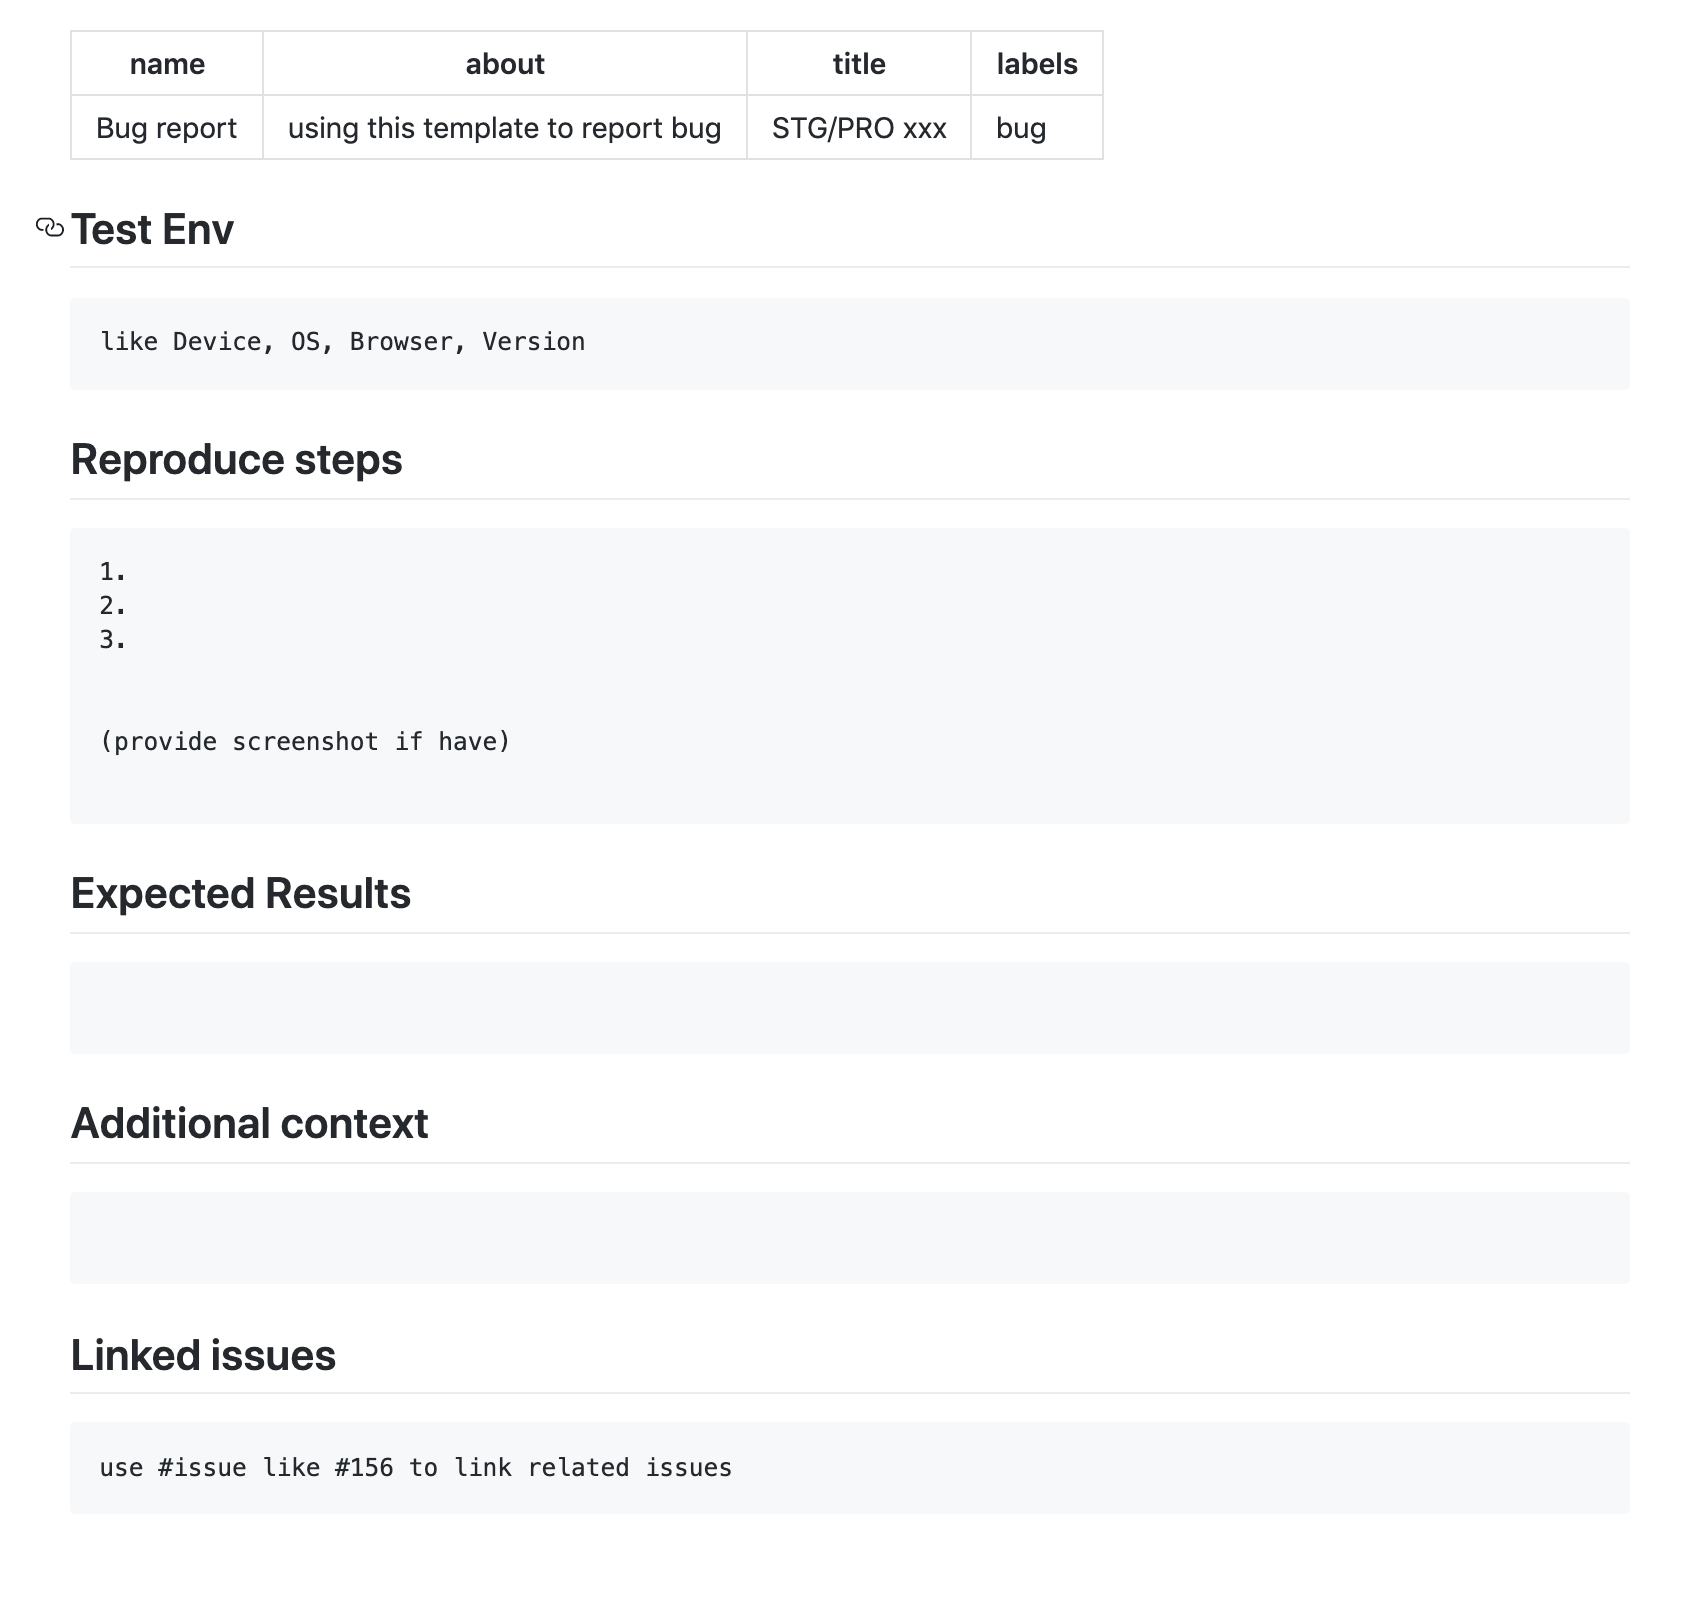 name about title labels
Bug report using this template to report bug STG/PRO xxx bug
Test Env
like Device, OS, Browser, Version
Reproduce steps
1.
2.
3.
(provide screenshot if have)
Expected Results
Additional context
Linked issues
use #issue like #156 to link related issues